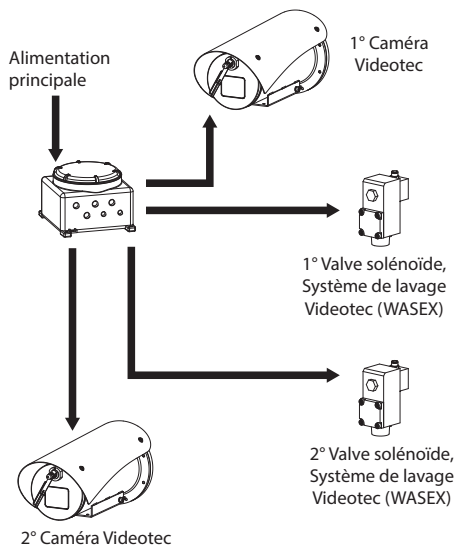 Alimentation
principale
1° Caméra
Videotec
1° Valve solénoïde,
Système de lavage
Videotec (WASEX)
2° Valve solénoïde,
Système de lavage
Videotec (WASEX)
2° Caméra Videotec